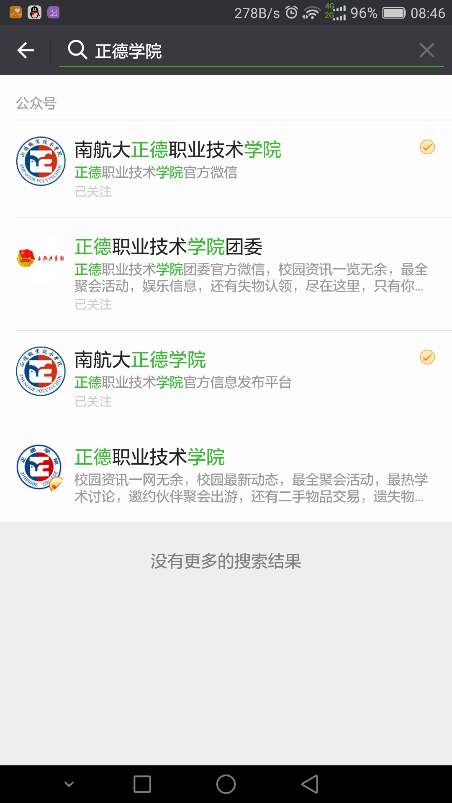 278B/s 4G 2G 96% 08:46
正德学院
公众号
南航大正德职业技术学院
正德职业技术学院官方微信
已关注
正德职业技术学院团委
正德职业技术学院团委官方微信，校园资讯一览无余，最全
聚会活动，娱乐信息，还有失物认领，尽在这里，只有你...
已关注
南航大正德学院
正德职业技术学院官方信息发布平台
已关注
正德职业技术学院
校园资讯一网无余，校园最新动态，最全聚会活动，最热学
术讨论，邀约伙伴聚会出游，还有二手物品交易，遗失物...
没有更多的搜索结果